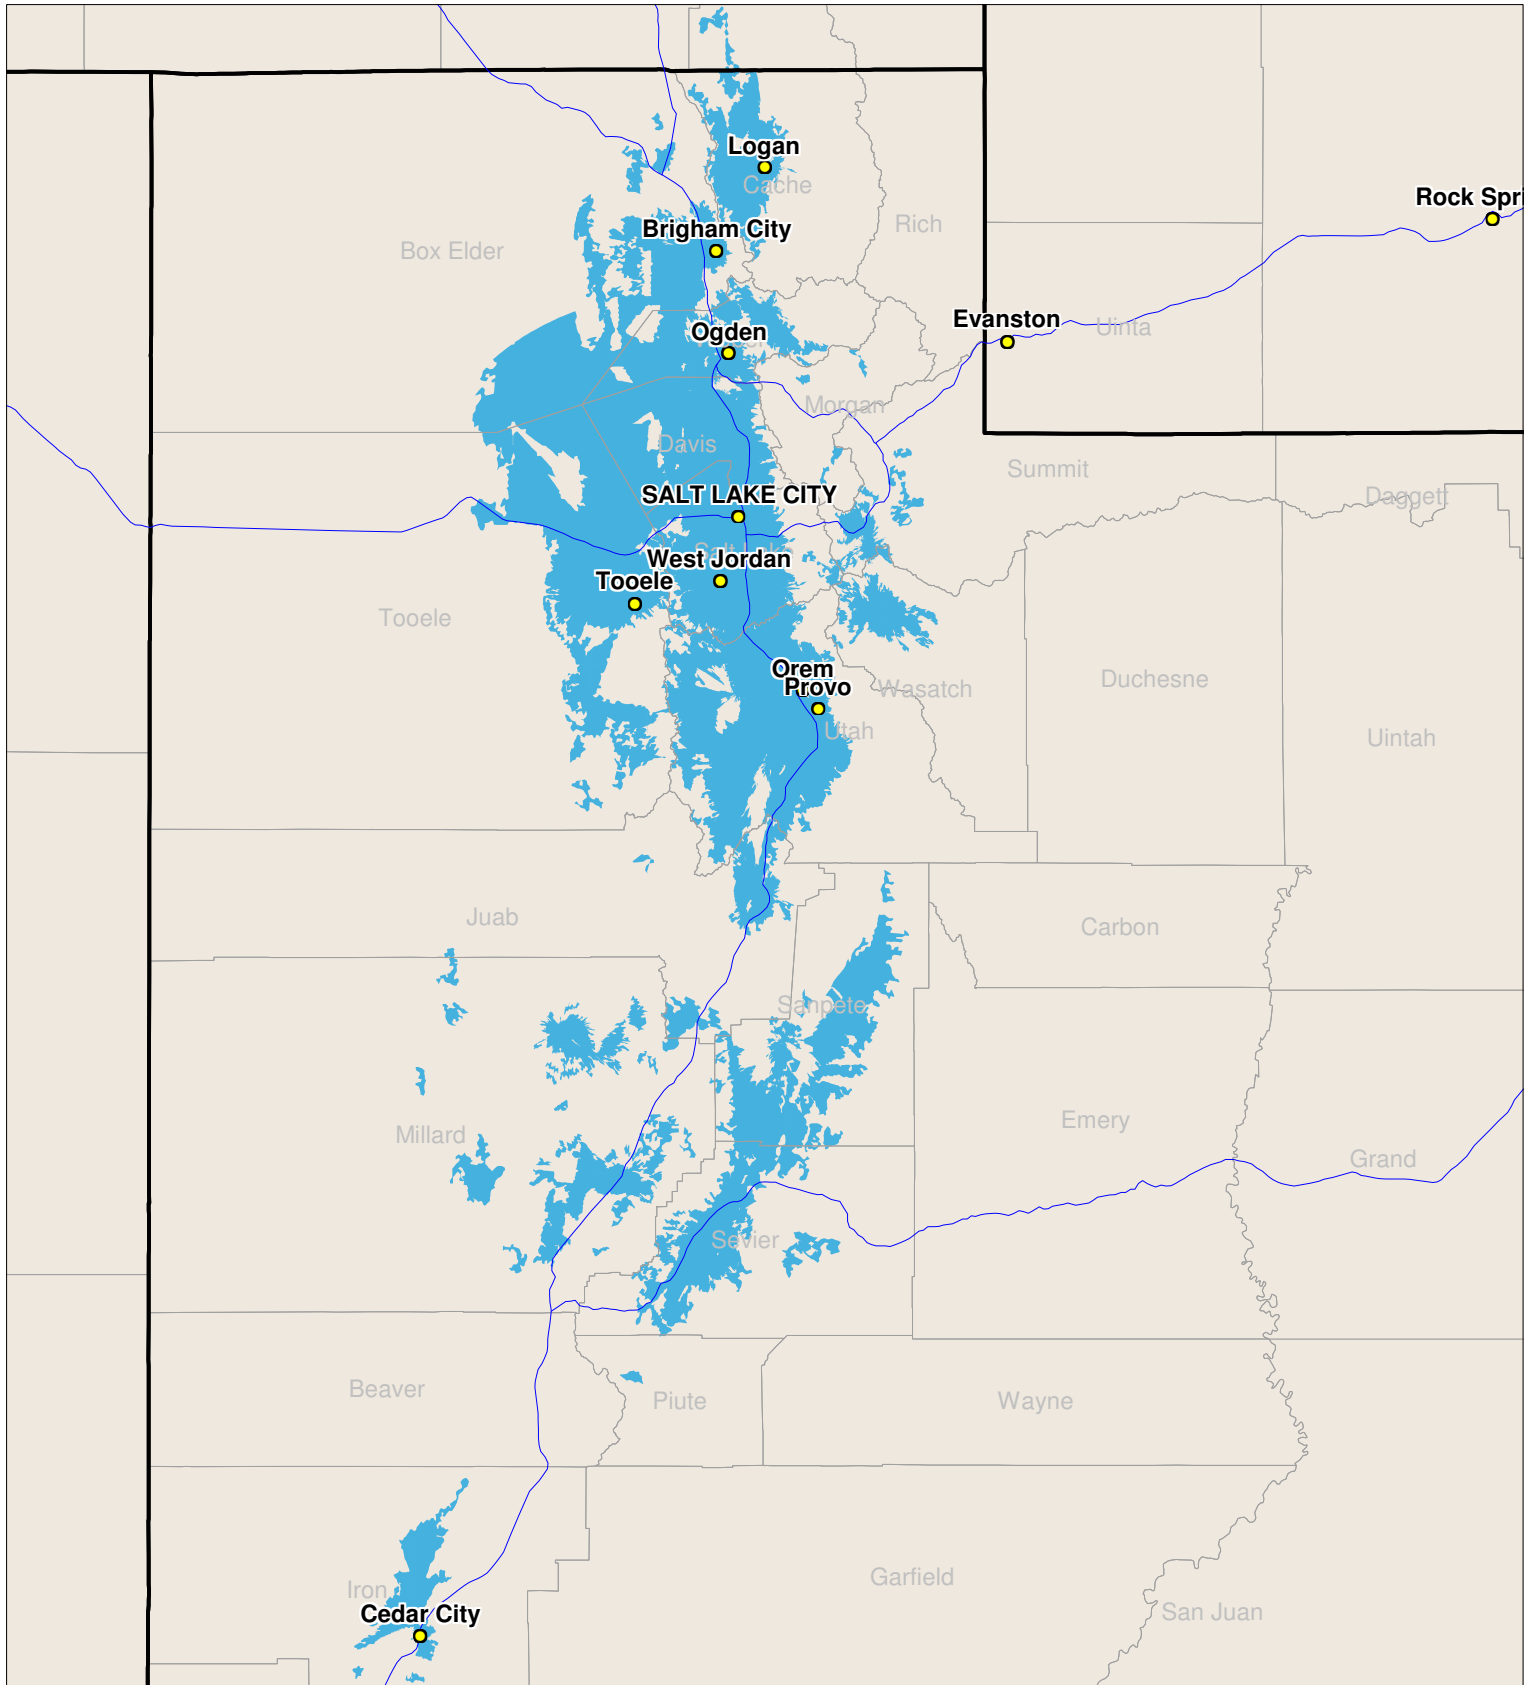 Logan
Cache
Rock Spri
Rich
Brigham City
Box Elder
Evanston
Uinta
Ogden
Morgan
Davis
Summit
SALT LAKE CITY
Daggett
Salt Lake
West Jordan
Tooele
Tooele
Orem
Provo
Wasatch
Duchesne
Utah
Uintah
Juab
Carbon
Sanpete
Millard
Emery
Grand
Sevier
Beaver
Piute
Wayne
Iron
Garfield
Cedar City
San Juan